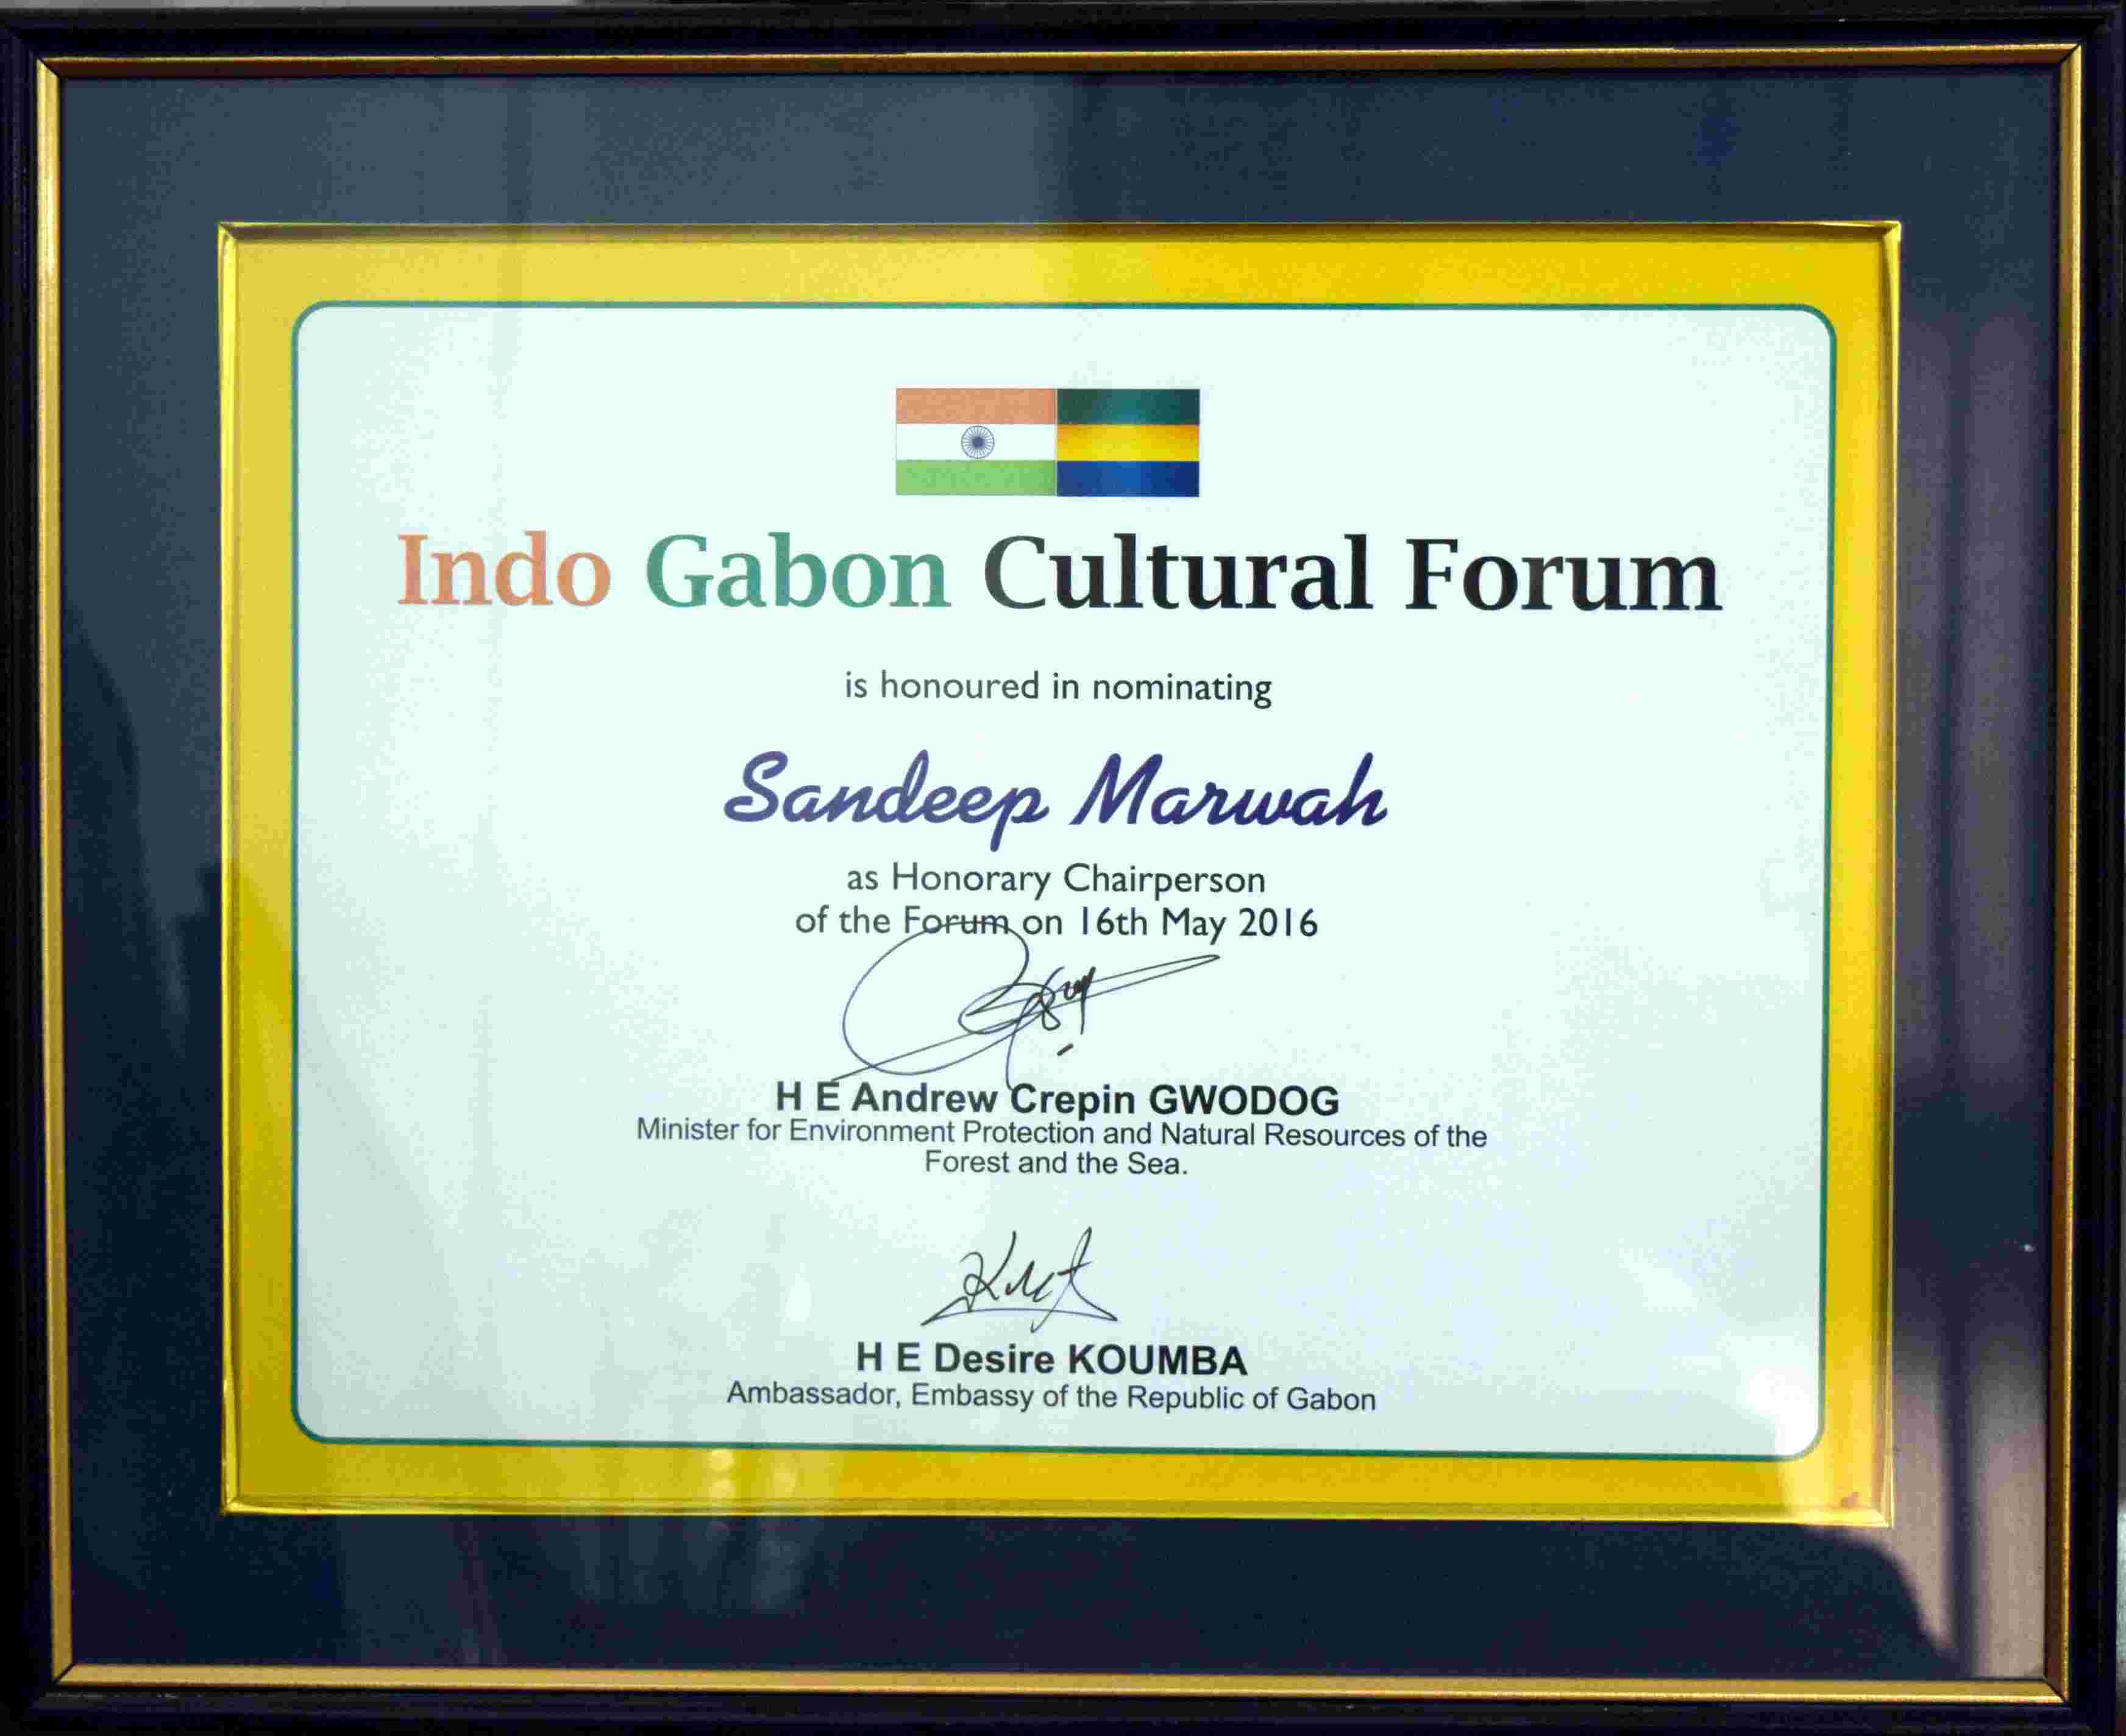 Indo Gabon Cultural Forum
is honoured in nominating
Sandeep Marwah
as Honorary Chairperson
of the Forum on 16th May 2016
H E Andrew Crepin GWODOG
Minister for Environment Protection and Natural Resources of the
Forest and the Sea.
H E Desire KOUMBA
Ambassador, Embassy of the Republic of Gabon